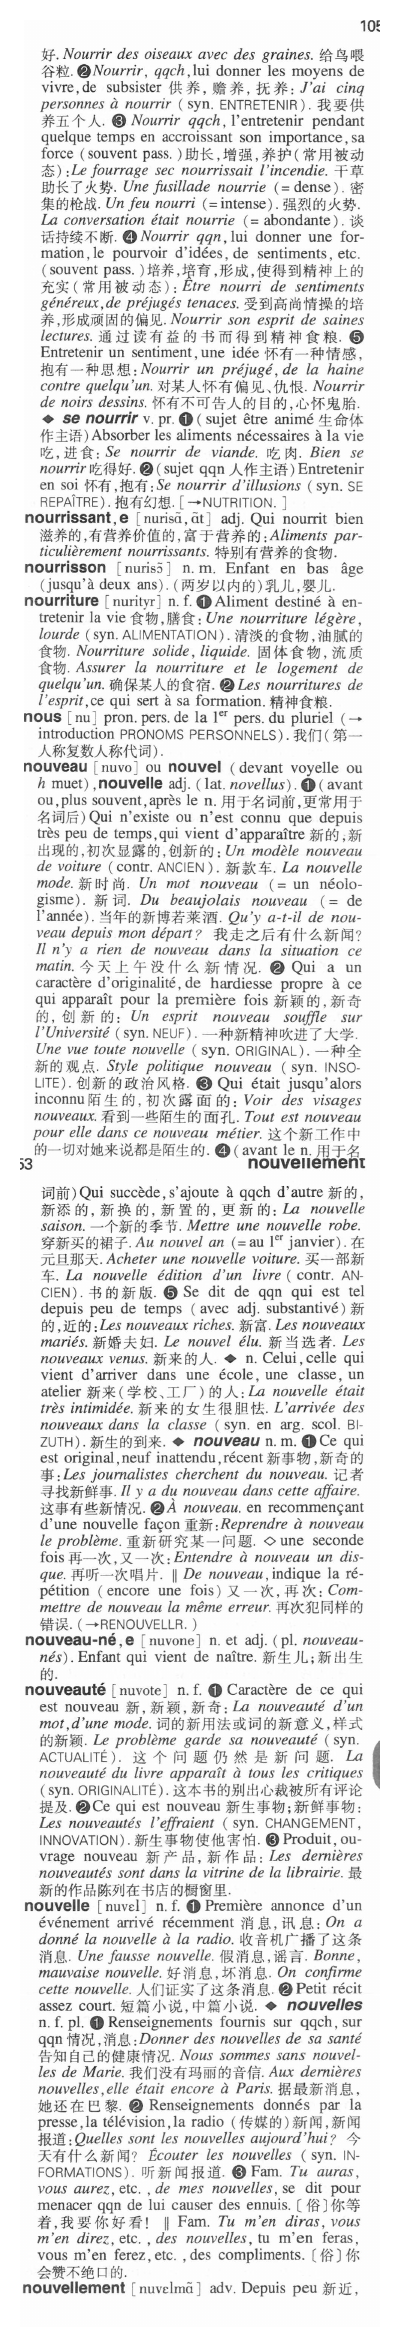 105
好. Nourrir des oiseaux avec des graines. 给鸟喂
谷粒. ❷ Nourrir, qqch, lui donner les moyens de
vivre, de subsister 供养, 赡养, 抚养: J'ai cinq
personnes à nourrir ( syn. ENTRETENIR ). 我要供
养五个人. ❸ Nourrir qqch, l'entretenir pendant
quelque temps en accroissant son importance, sa
force ( souvent pass. ) 助长, 增强, 养护 ( 常用被动
态 ) : Le fourrage sec nourrissait l'incendie. 干草
助长了火势. Une fusillade nourrie (= dense). 密
集的枪战. Un feu nourri (= intense). 强烈的火势.
La conversation était nourrie (= abondante). 谈
话持续不断. ❹ Nourrir qqn, lui donner une for-
mation, le pourvoir d'idées, de sentiments, etc.
( souvent pass. ) 培养, 培育, 形成, 使得到精神上的
充实 ( 常用被动态 ) : Être nourri de sentiments
généreux, de préjugés tenaces. 受到高尚情操的培
养, 形成顽固的偏见. Nourrir son esprit de saines
lectures. 通过读有益的书而得到精神食粮. ❺
Entretenir un sentiment, une idée 怀有一种情感,
抱有一种思想: Nourrir un préjugé, de la haine
contre quelqu'un. 对某人怀有偏见、仇恨. Nourrir
de noirs dessins. 怀有不可告人的目的, 心怀鬼胎.
◆ se nourrir v. pr. ❶ ( sujet être animé 生命体
作主语) Absorber les aliments nécessaires à la vie
吃, 进食: Se nourrir de viande. 吃肉. Bien se
nourrir 吃得好. ❷ (sujet qqn 人作主语) Entretenir
en soi 怀有, 抱有: Se nourrir d'illusions ( syn. SE
REPAÎTRE ). 抱有幻想. [ →NUTRITION. ]
nourrissant, e [nurisɑ̃, ɑ̃t] adj. Qui nourrit bien
滋养的, 有营养价值的, 富于营养的: Aliments par-
ticulièrement nourrissants. 特别有营养的食物.
nourrisson [nurisɔ̃] n. m. Enfant en bas âge
(jusqu'à deux ans). (两岁以内的) 乳儿, 婴儿.
nourriture [nurityr] n. f. ❶ Aliment destiné à en-
tretenir la vie 食物, 膳食: Une nourriture légère,
lourde ( syn. ALIMENTATION ). 清淡的食物, 油腻的
食物. Nourriture solide, liquide. 固体食物, 流质
食物. Assurer la nourriture et le logement de
quelqu'un. 确保某人的食宿. ❷ Les nourritures de
l'esprit, ce qui sert à sa formation. 精神食粮.
nous [nu] pron. pers. de la 1er pers. du pluriel (→
introduction PRONOMS PERSONNELS ). 我们 ( 第一
人称复数人称代词 ).
nouveau [nuvo] ou nouvel ( devant voyelle ou
h muet) , nouvelle adj. ( lat. novellus ). ❶ ( avant
ou, plus souvent, après le n. 用于名词前, 更常用于
名词后) Qui n'existe ou n'est connu que depuis
très peu de temps, qui vient d'apparaître 新的, 新
出现的, 初次显露的, 创新的: Un modèle nouveau
de voiture ( contr. ANCIEN ). 新款车. La nouvelle
mode. 新时尚. Un mot nouveau (= un néolo-
gisme). 新词. Du beaujolais nouveau (= de
l'année). 当年的新博若莱酒. Qu'y a-t-il de nou-
veau depuis mon départ? 我走之后有什么新闻?
Il n'y a rien de nouveau dans la situation ce
matin. 今天上午没什么新情况. ❷ Qui a un
caractère d'originalité, de hardiesse propre à ce
qui apparaît pour la première fois 新颖的, 新奇
的, 创新的: Un esprit nouveau souffle sur
l'Université ( syn. NEUF ). 一种新精神吹进了大学.
Une vue toute nouvelle ( syn. ORIGINAL ). 一种全
新的观点. Style politique nouveau ( syn. INSO-
LITE ). 创新的政治风格. ❸ Qui était jusqu'alors
inconnu 陌生的, 初次露面的: Voir des visages
nouveaux. 看到一些陌生的面孔. Tout est nouveau
pour elle dans ce nouveau métier. 这个新工作中
的一切对她来说都是陌生的. ❹ ( avant le n. 用于名
53 nouvellement
词前) Qui succède, s'ajoute à qqch d'autre 新的,
新添的, 新换的, 新置的, 更新的: La nouvelle
saison. 一个新的季节. Mettre une nouvelle robe.
穿新买的裙子. Au nouvel an (= au 1er janvier). 在
元旦那天. Acheter une nouvelle voiture. 买一部新
车. La nouvelle édition d'un livre ( contr. AN-
CIEN ). 书的新版. ❺ Se dit de qqn qui est tel
depuis peu de temps ( avec adj. substantivé) 新
的, 近的: Les nouveaux riches. 新富. Les nouveaux
mariés. 新婚夫妇. Le nouvel élu. 新当选者. Les
nouveaux venus. 新来的人. ◆ n. Celui, celle qui
vient d'arriver dans une école, une classe, un
atelier 新来 ( 学校、工厂 ) 的人: La nouvelle était
très intimidée. 新来的女生很胆怯. L'arrivée des
nouveaux dans la classe ( syn. en arg. scol. BI-
ZUTH ). 新生的到来. ◆ nouveau n. m. ❶ Ce qui
est original, neuf inattendu, récent 新事物, 新奇的
事: Les journalistes cherchent du nouveau. 记者
寻找新鲜事. Il y a du nouveau dans cette affaire.
这事有些新情况. ❷ À nouveau. en recommençant
d'une nouvelle façon 重新: Reprendre à nouveau
le problème. 重新研究某一问题. ◇ une seconde
fois 再一次, 又一次: Entendre à nouveau un dis-
que. 再听一次唱片. ‖ De nouveau, indique la ré-
pétition ( encore une fois) 又一次, 再次: Com-
mettre de nouveau la même erreur. 再次犯同样的
错误. ( →RENOUVELLR. )
nouveau-né, e [nuvone] n. et adj. ( pl. nouveau-
nés). Enfant qui vient de naître. 新生儿; 新出生
的.
nouveauté [nuvote] n. f. ❶ Caractère de ce qui
est nouveau 新, 新颖, 新奇: La nouveauté d'un
mot, d'une mode. 词的新用法或词的新意义, 样式
的新颖. Le problème garde sa nouveauté ( syn.
ACTUALITÉ ). 这个问题仍然是新问题. La
nouveauté du livre apparaît à tous les critiques
( syn. ORIGINALITÉ ). 这本书的别出心裁被所有评论
提及. ❷ Ce qui est nouveau 新生事物; 新鲜事物:
Les nouveautés l'effraient ( syn. CHANGEMENT,
INNOVATION ). 新生事物使他害怕. ❸ Produit, ou-
vrage nouveau 新产品, 新作品: Les dernières
nouveautés sont dans la vitrine de la librairie. 最
新的作品陈列在书店的橱窗里.
nouvelle [nuvɛl] n. f. ❶ Première annonce d'un
événement arrivé récemment 消息, 讯息: On a
donné la nouvelle à la radio. 收音机广播了这条
消息. Une fausse nouvelle. 假消息, 谣言. Bonne,
mauvaise nouvelle. 好消息, 坏消息. On confirme
cette nouvelle. 人们证实了这条消息. ❷ Petit récit
assez court. 短篇小说, 中篇小说. ◆ nouvelles
n. f. pl. ❶ Renseignements fournis sur qqch, sur
qqn 情况, 消息: Donner des nouvelles de sa santé
告知自己的健康情况. Nous sommes sans nouvel-
les de Marie. 我们没有玛丽的音信. Aux dernières
nouvelles, elle était encore à Paris. 据最新消息,
她还在巴黎. ❷ Renseignements donnés par la
presse, la télévision, la radio ( 传媒的 ) 新闻, 新闻
报道: Quelles sont les nouvelles aujourd'hui? 今
天有什么新闻? Écouter les nouvelles ( syn. IN-
FORMATIONS ). 听新闻报道. ❸ Fam. Tu auras,
vous aurez, etc. , de mes nouvelles, se dit pour
menacer qqn de lui causer des ennuis. 〔俗〕你等
着, 我要你好看! ‖ Fam. Tu m'en diras, vous
m'en direz, etc. , des nouvelles, tu m'en feras,
vous m'en ferez, etc. , des compliments. 〔俗〕你
会赞不绝口的.
nouvellement [nuvɛlmɑ̃] adv. Depuis peu 新近,